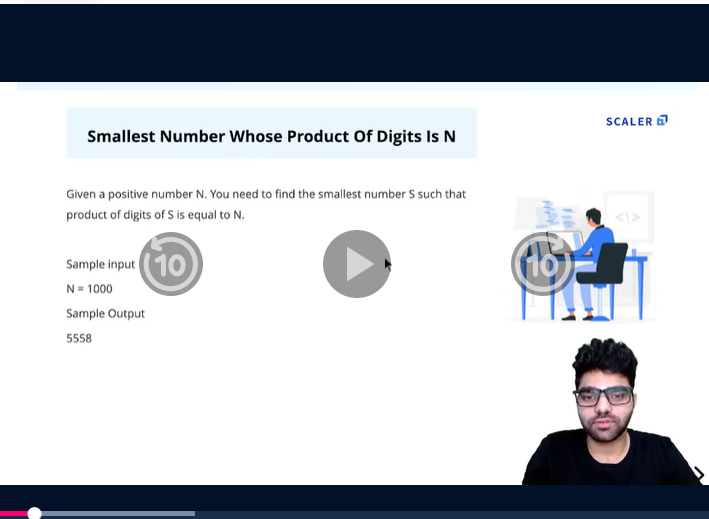 SCALER
Smallest Number Whose Product Of Digits Is N
Given a positive number N. You need to find the smallest number S such that
product of digits of S is equal to N.
</>
Sample input
10
10
N = 1000
Sample Output
5558